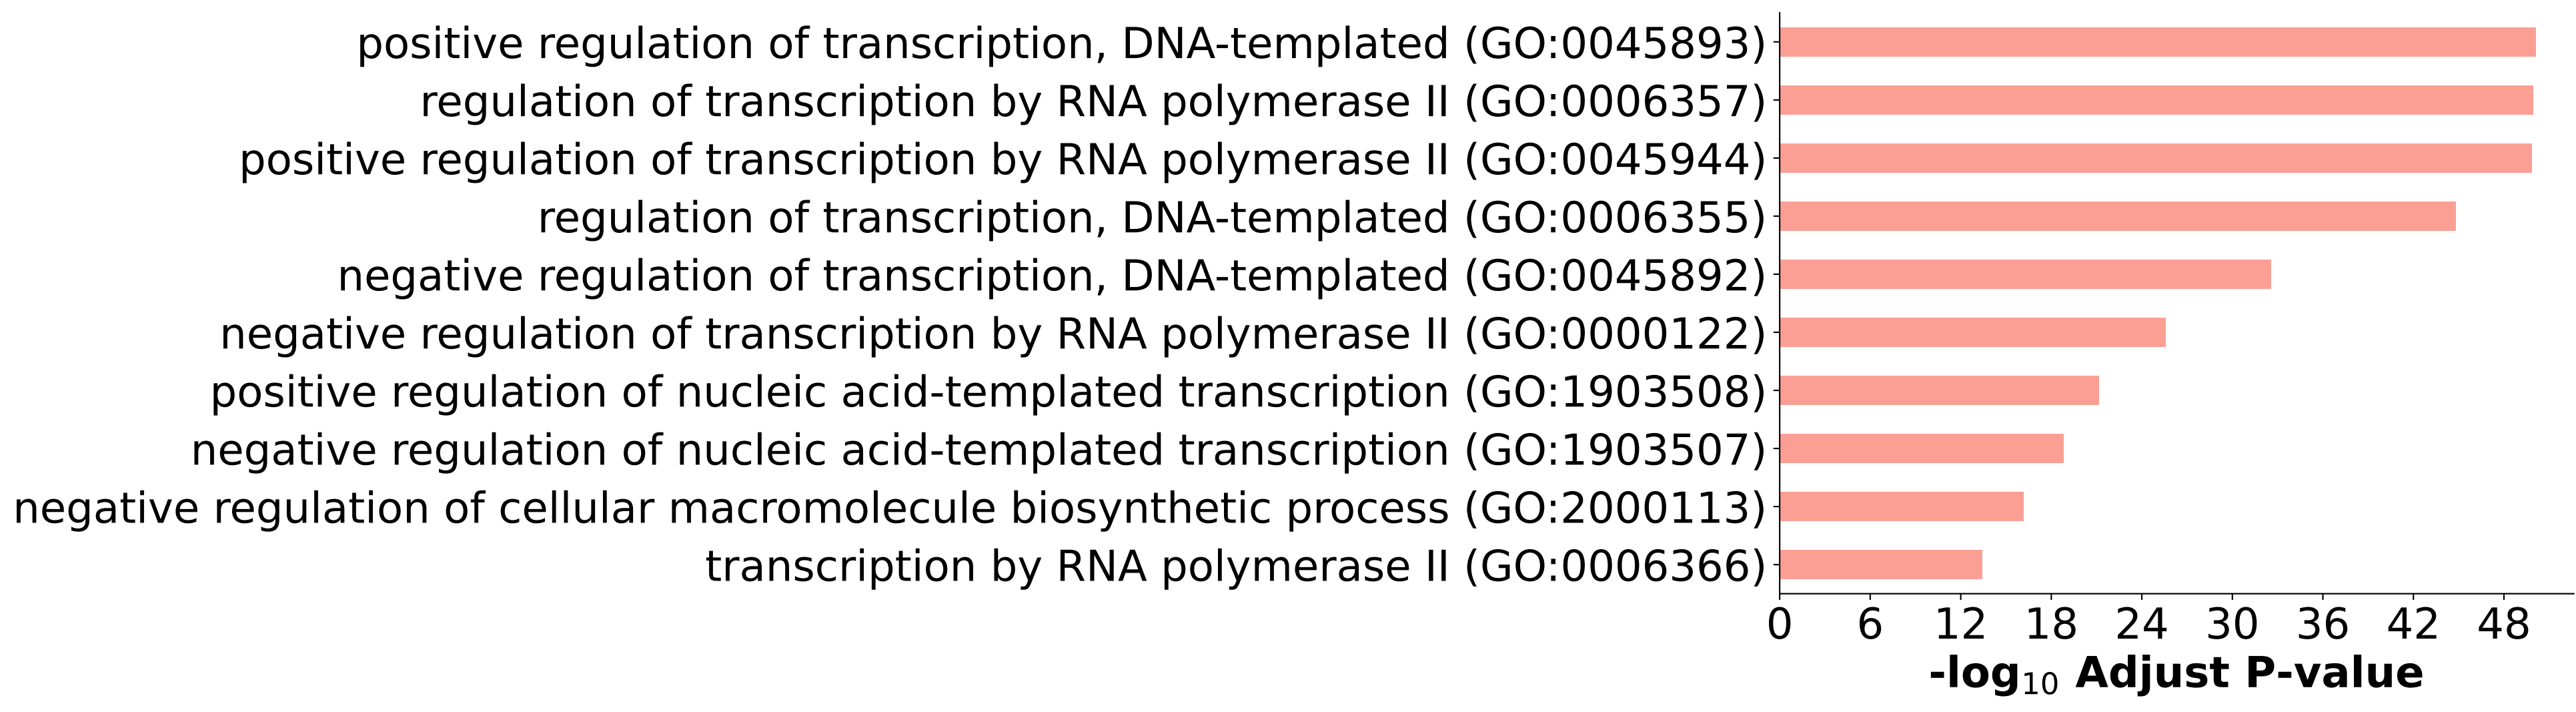 positive regulation of transcription, DNA-templated (GO:0045893)
regulation of transcription by RNA polymerase II (GO:0006357)
positive regulation of transcription by RNA polymerase II (GO:0045944)
regulation of transcription, DNA-templated (GO:0006355)
negative regulation of transcription, DNA-templated (GO:0045892)
negative regulation of transcription by RNA polymerase II (GO:0000122)
positive regulation of nucleic acid-templated transcription (GO:1903508)
negative regulation of nucleic acid-templated transcription (GO:1903507)
negative regulation of cellular macromolecule biosynthetic process (GO:2000113)
transcription by RNA polymerase II (GO:0006366)
0 6 12 18 24 30 36 42 48
-log₁₀ Adjust P-value